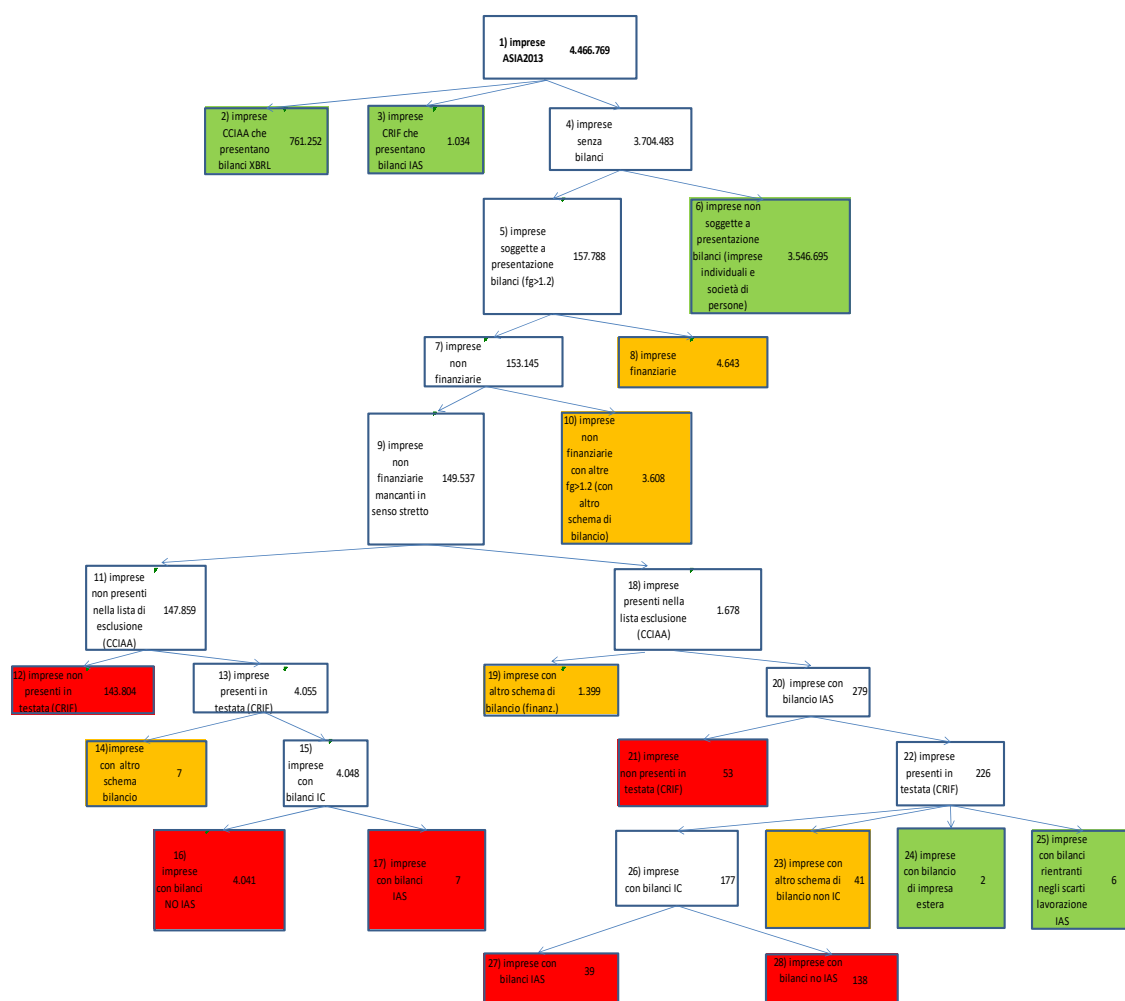 1) imprese
ASIA2013
4.466.769
2) imprese
CCIAA che
presentano
bilanci XBRL
761.252
3) imprese
CRIF che
presentano
bilanci IAS
1.034
4) imprese
senza
bilanci
3.704.483
5) imprese
soggette a
presentazione
bilanci (fg>1.2)
157.788
6) imprese non
soggette a
presentazione
bilanci (imprese
individuali e
società di
persone)
3.546.695
7) imprese
non
finanziarie
153.145
8) imprese
finanziarie
4.643
9) imprese
non
finanziarie
mancanti in
senso stretto
149.537
10) imprese
non
finanziarie
con altre
fg>1.2 (con
altro
schema di
bilancio)
3.608
11) imprese
non presenti
nella lista di
esclusione
(CCIAA)
147.859
18) imprese
presenti nella
lista esclusione
(CCIAA)
1.678
12) imprese non
presenti in
testata (CRIF)
143.804
13) imprese
presenti in
testata (CRIF)
4.055
19) imprese con
altro schema di
bilancio (finanz.)
1.399
20) imprese con
bilancio IAS
279
14)imprese
con altro
schema
bilancio
7
15)
imprese
con
bilanci IC
4.048
21) Imprese
non presenti in
testata (CRIF)
53
22) imprese
presenti in
testata (CRIF)
226
16)
imprese
con bilanci
NO IAS
4.041
17) imprese
con bilanci
IAS
7
26) imprese
con bilanci IC
177
23) imprese con
altro schema di
bilancio non IC
41
24) imprese
con bilancio
di impresa
estera
2
25) imprese
con bilanci
rientranti
negli scarti
lavorazione
IAS
6
27) imprese con
bilanci IAS
39
28) imprese con
bilanci no IAS
138